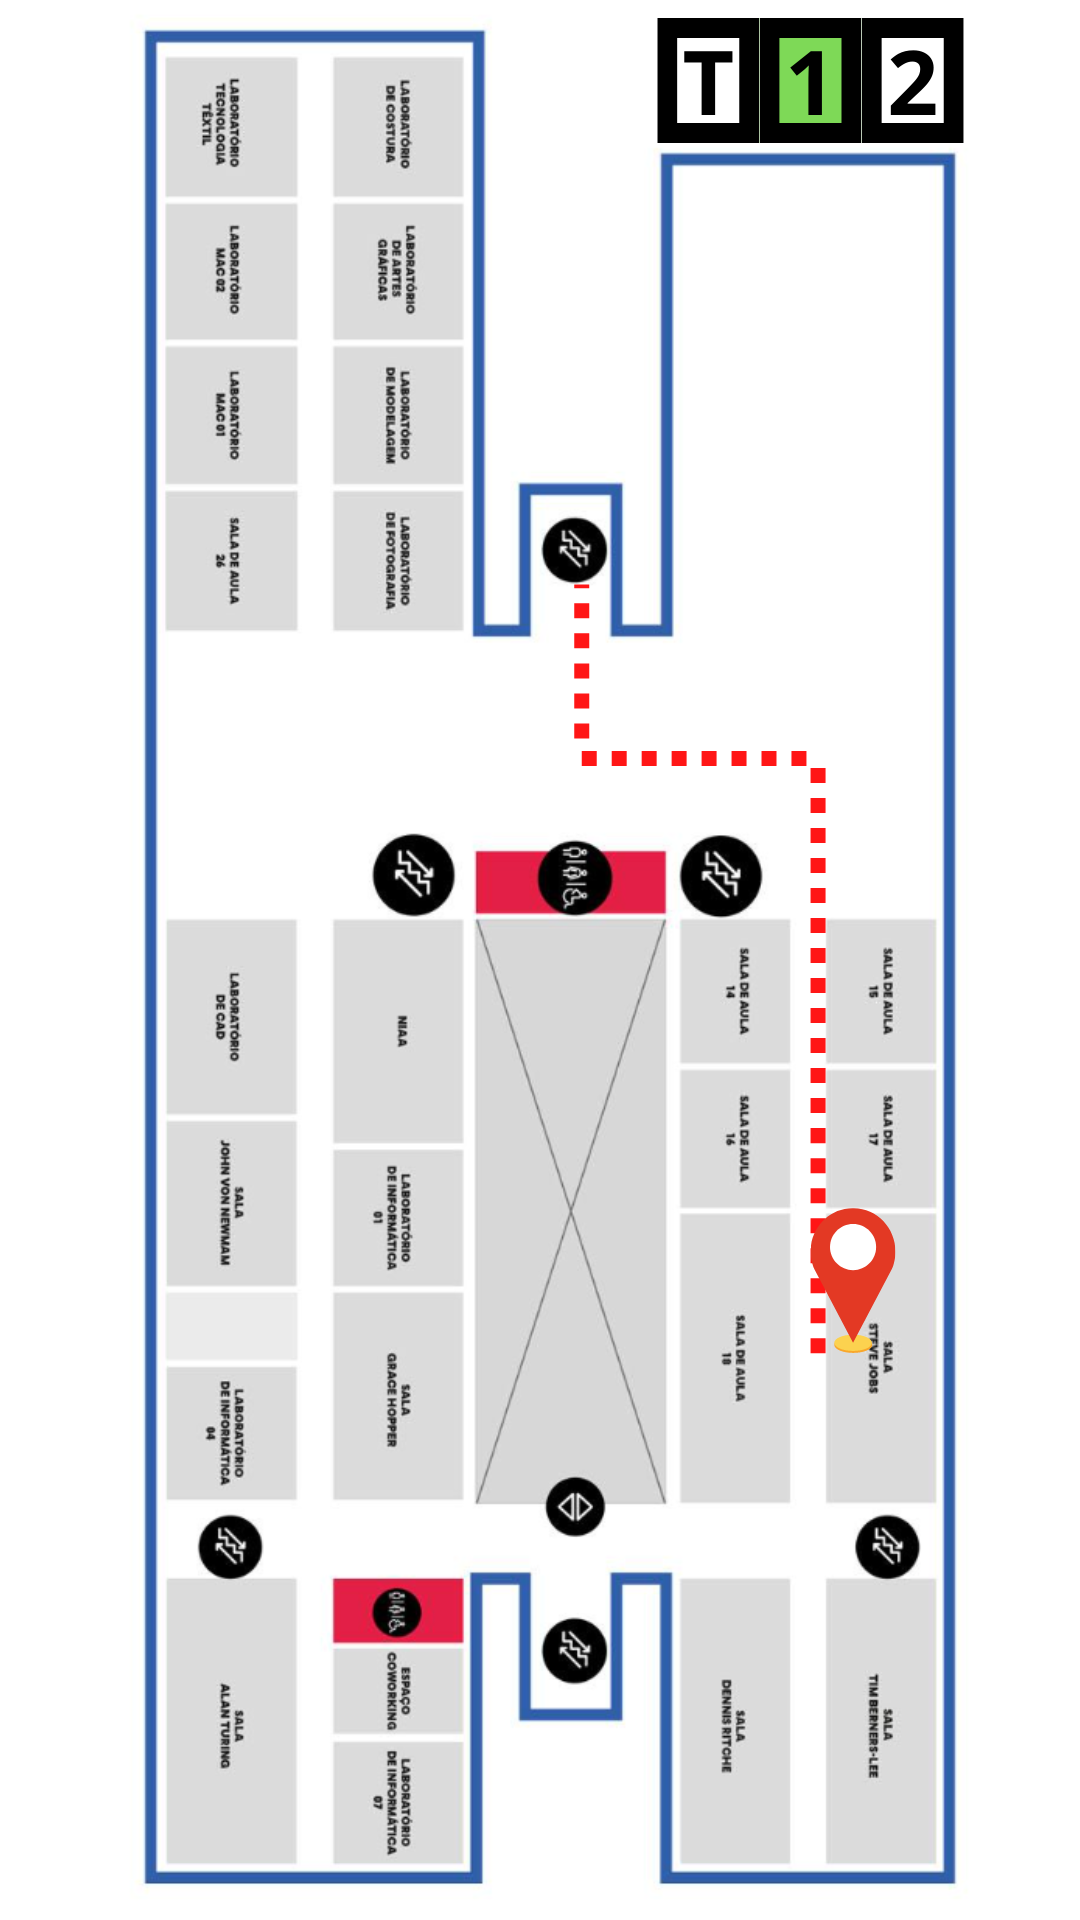 T 1 2
LABORATÓRIO
TECNOLOGIA
TÊXTIL
LABORATÓRIO
DE COSTURA
LABORATÓRIO
MAC 02
LABORATÓRIO
DE ARTES
GRÁFICAS
LABORATÓRIO
MAC 01
LABORATÓRIO
DE MODELAGEM
SALA DE AULA
26
LABORATÓRIO
DE FOTOGRAFIA
LABORATÓRIO
DE CAD
NIAA
SALA DE AULA
14
SALA DE AULA
15
SALA
JOHN VON NEWMAM
LABORATÓRIO
DE INFORMÁTICA
01
SALA DE AULA
16
SALA DE AULA
17
LABORATÓRIO
DE INFORMÁTICA
04
SALA
GRACE HOPPER
SALA DE AULA
18
SALA
STEVE JOBS
SALA
ALAN TURING
ESPAÇO
COWORKING
LABORATÓRIO
DE INFORMÁTICA
07
SALA
DENNIS RITCHE
SALA
TIM BERNERS-LEE